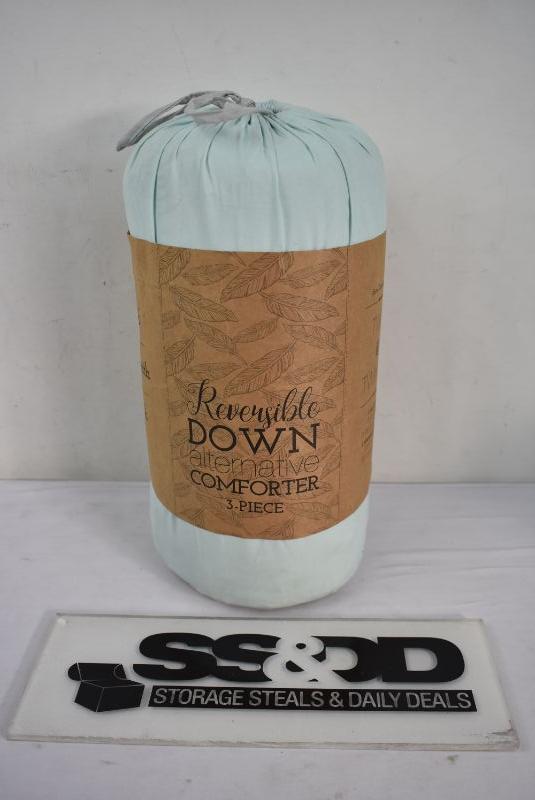 Reversible
DOWN
alternative
COMFORTER
3-PIECE
SS&DD
STORAGE STEALS & DAILY DEALS